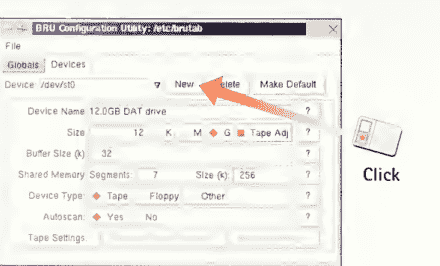 BRU Configuration Utility: /etc/brutab
File
Globals Devices
Device: /dev/st0 New Delete Make Default
Device Name 12.0GB DAT drive ?
Size 12 K M G Tape Adj ?
Buffer Size (k) 32 ?
Shared Memory Segments: 7 Size (k): 256 ?
Device Type: Tape Floppy Other ?
Autoscan: Yes No ?
Tape Settings:
Click